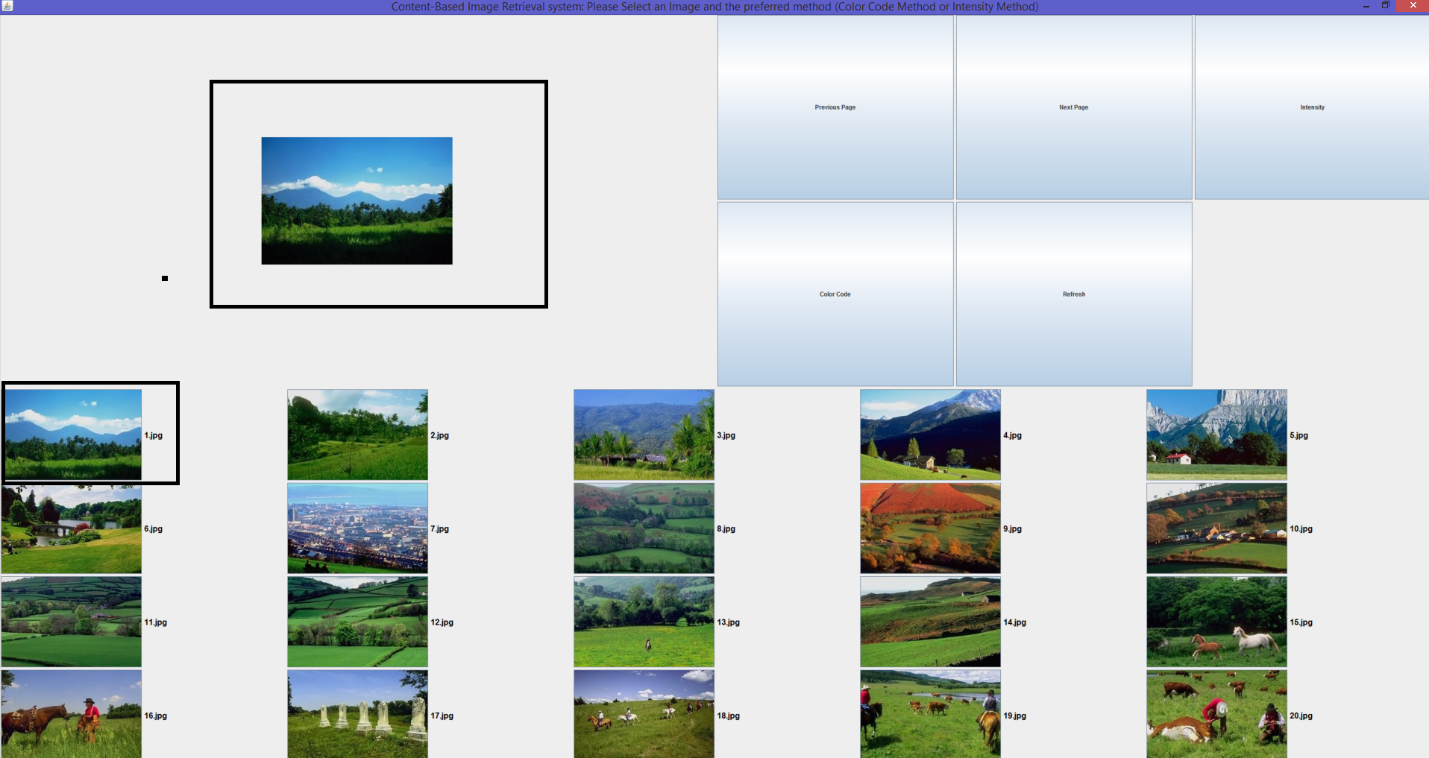 Content-Based Image Retrieval system: Please Select an Image and the preferred method (Color Code Method or Intensity Method)
Previous Page
Next Page
Intensity
Color Code
Refresh
1.jpg
2.jpg
3.jpg
4.jpg
5.jpg
6.jpg
7.jpg
8.jpg
9.jpg
10.jpg
11.jpg
12.jpg
13.jpg
14.jpg
15.jpg
16.jpg
17.jpg
18.jpg
19.jpg
20.jpg